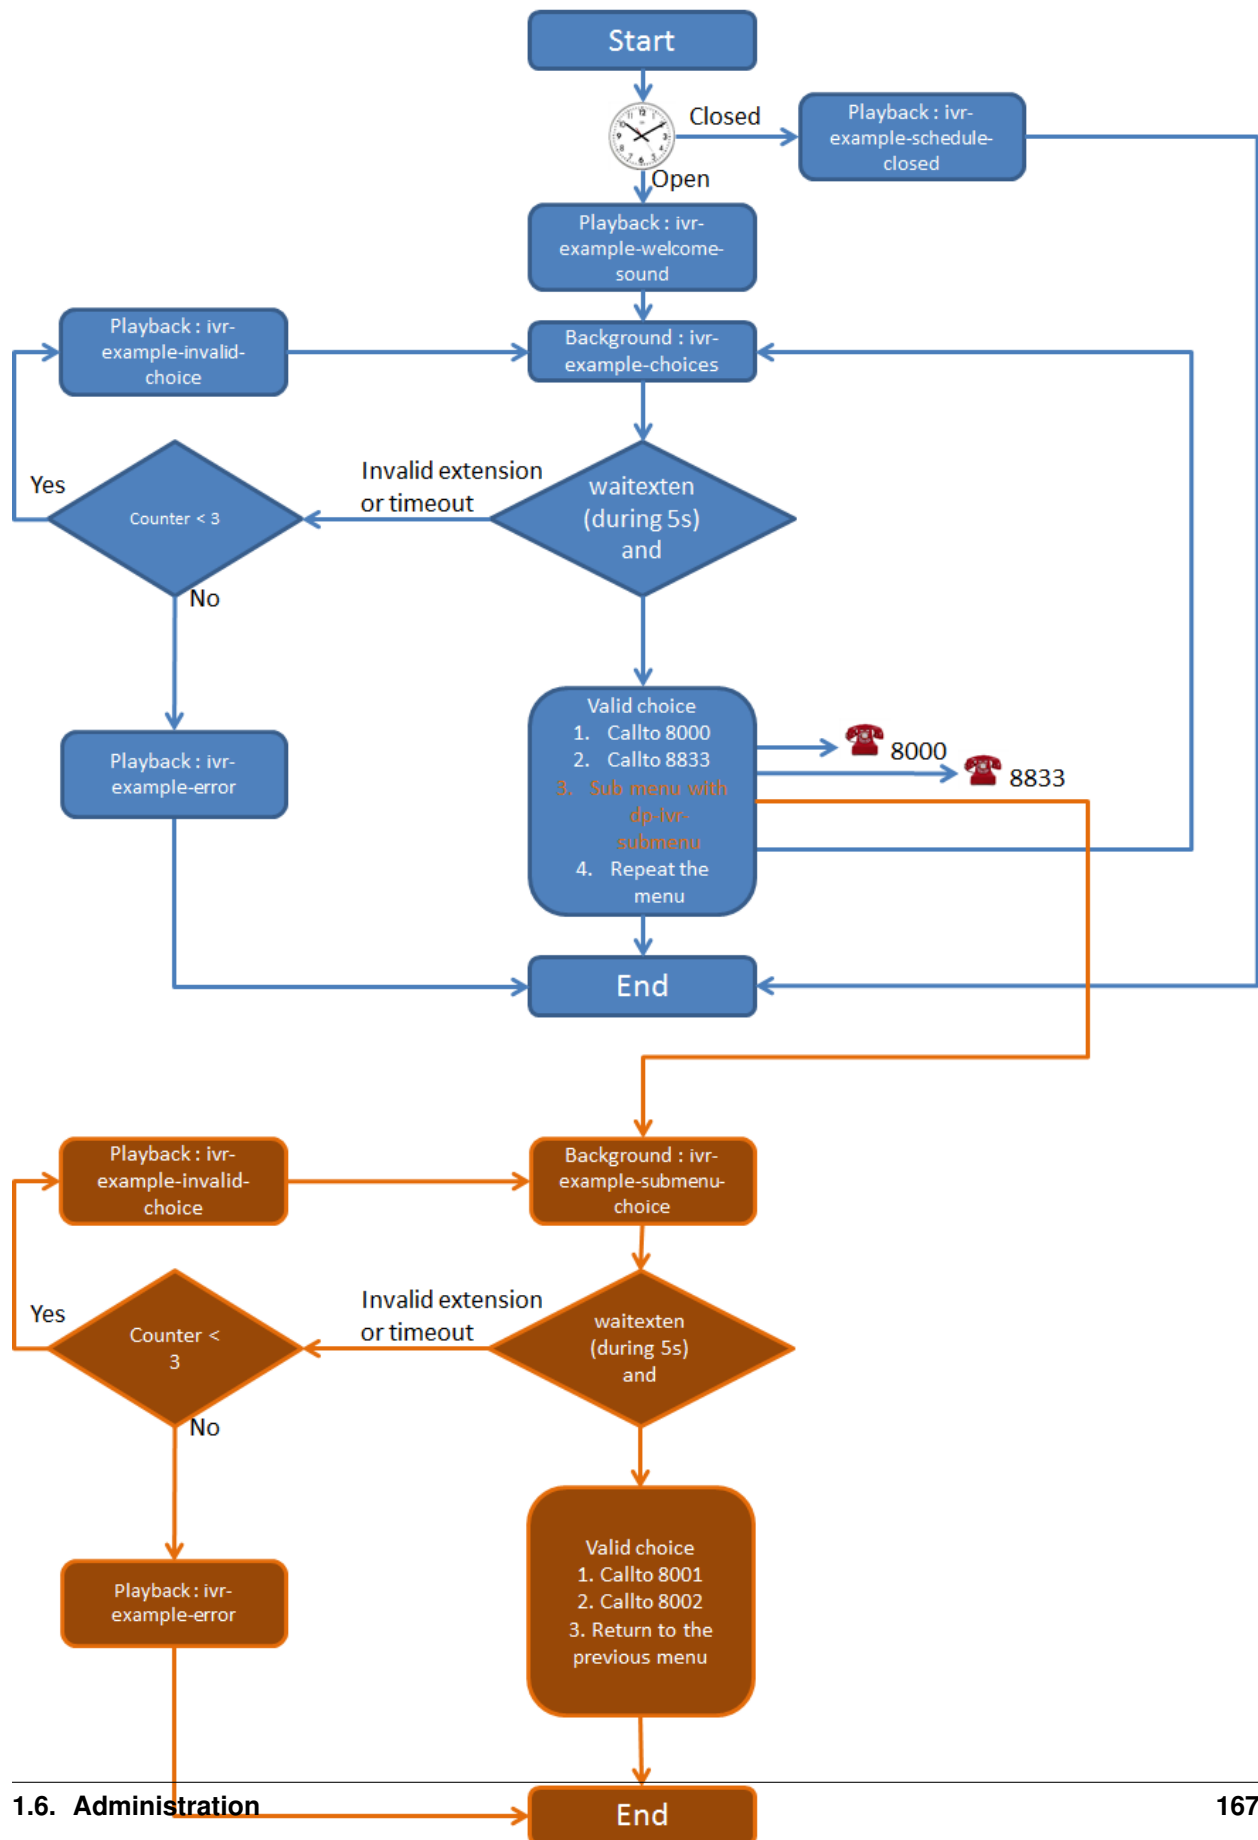 Start
Closed
Playback : ivr-
example-schedule-
closed
Open
Playback : ivr-
example-welcome-
sound
Playback : ivr-
example-invalid-
choice
Background : ivr-
example-choices
Yes
Counter < 3
Invalid extension
or timeout
waitexten
(during 5s)
and
No
Playback : ivr-
example-error
Valid choice
1. Callto 8000
2. Callto 8833
3. Sub menu with
dp-ivr-
submenu
4. Repeat the
menu
8000
8833
End
Playback : ivr-
example-invalid-
choice
Background : ivr-
example-submenu-
choice
Yes
Counter <
3
Invalid extension
or timeout
waitexten
(during 5s)
and
No
Playback : ivr-
example-error
Valid choice
1. Callto 8001
2. Callto 8002
3. Return to the
previous menu
End
1.6. Administration
167